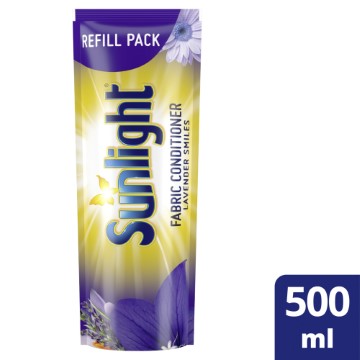 REFILL PACK
Sunlight
FABRIC CONDITIONER
LAVENDER SMILES
500
ml